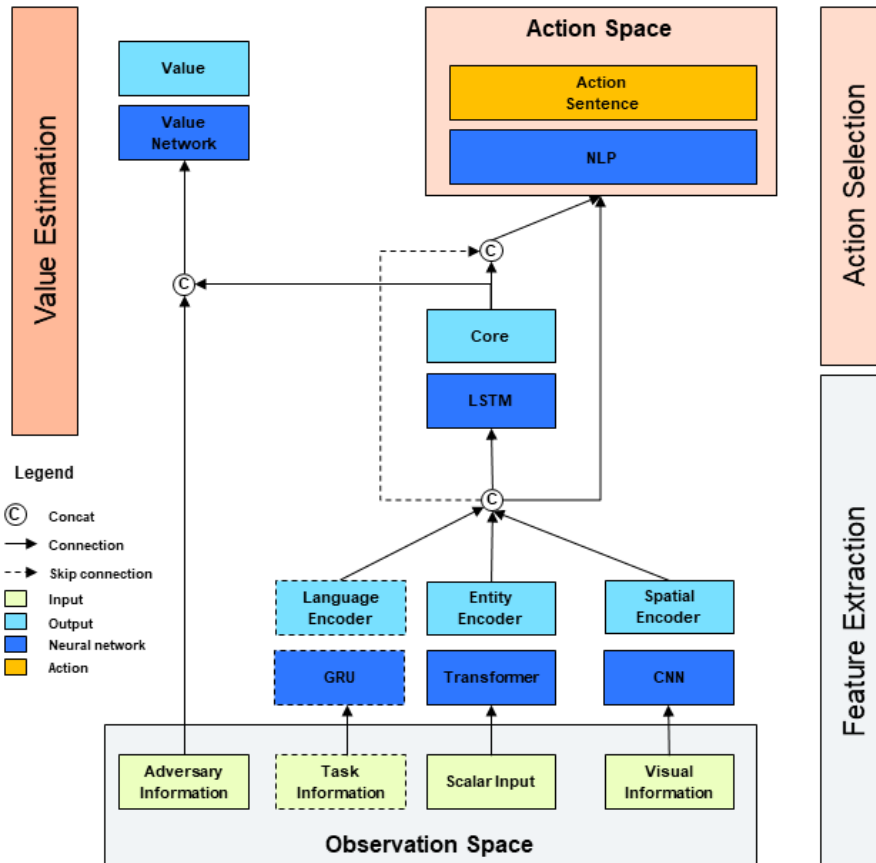 Value Estimation
Value
Value
Network
Action Space
Action
Sentence
NLP
Action Selection
C
C
Core
LSTM
C
Legend
C Concat
Connection
Skip connection
Input
Output
Neural network
Action
Language
Encoder
Entity
Encoder
Spatial
Encoder
GRU
Transformer
CNN
Feature Extraction
Adversary
Information
Task
Information
Scalar Input
Visual
Information
Observation Space